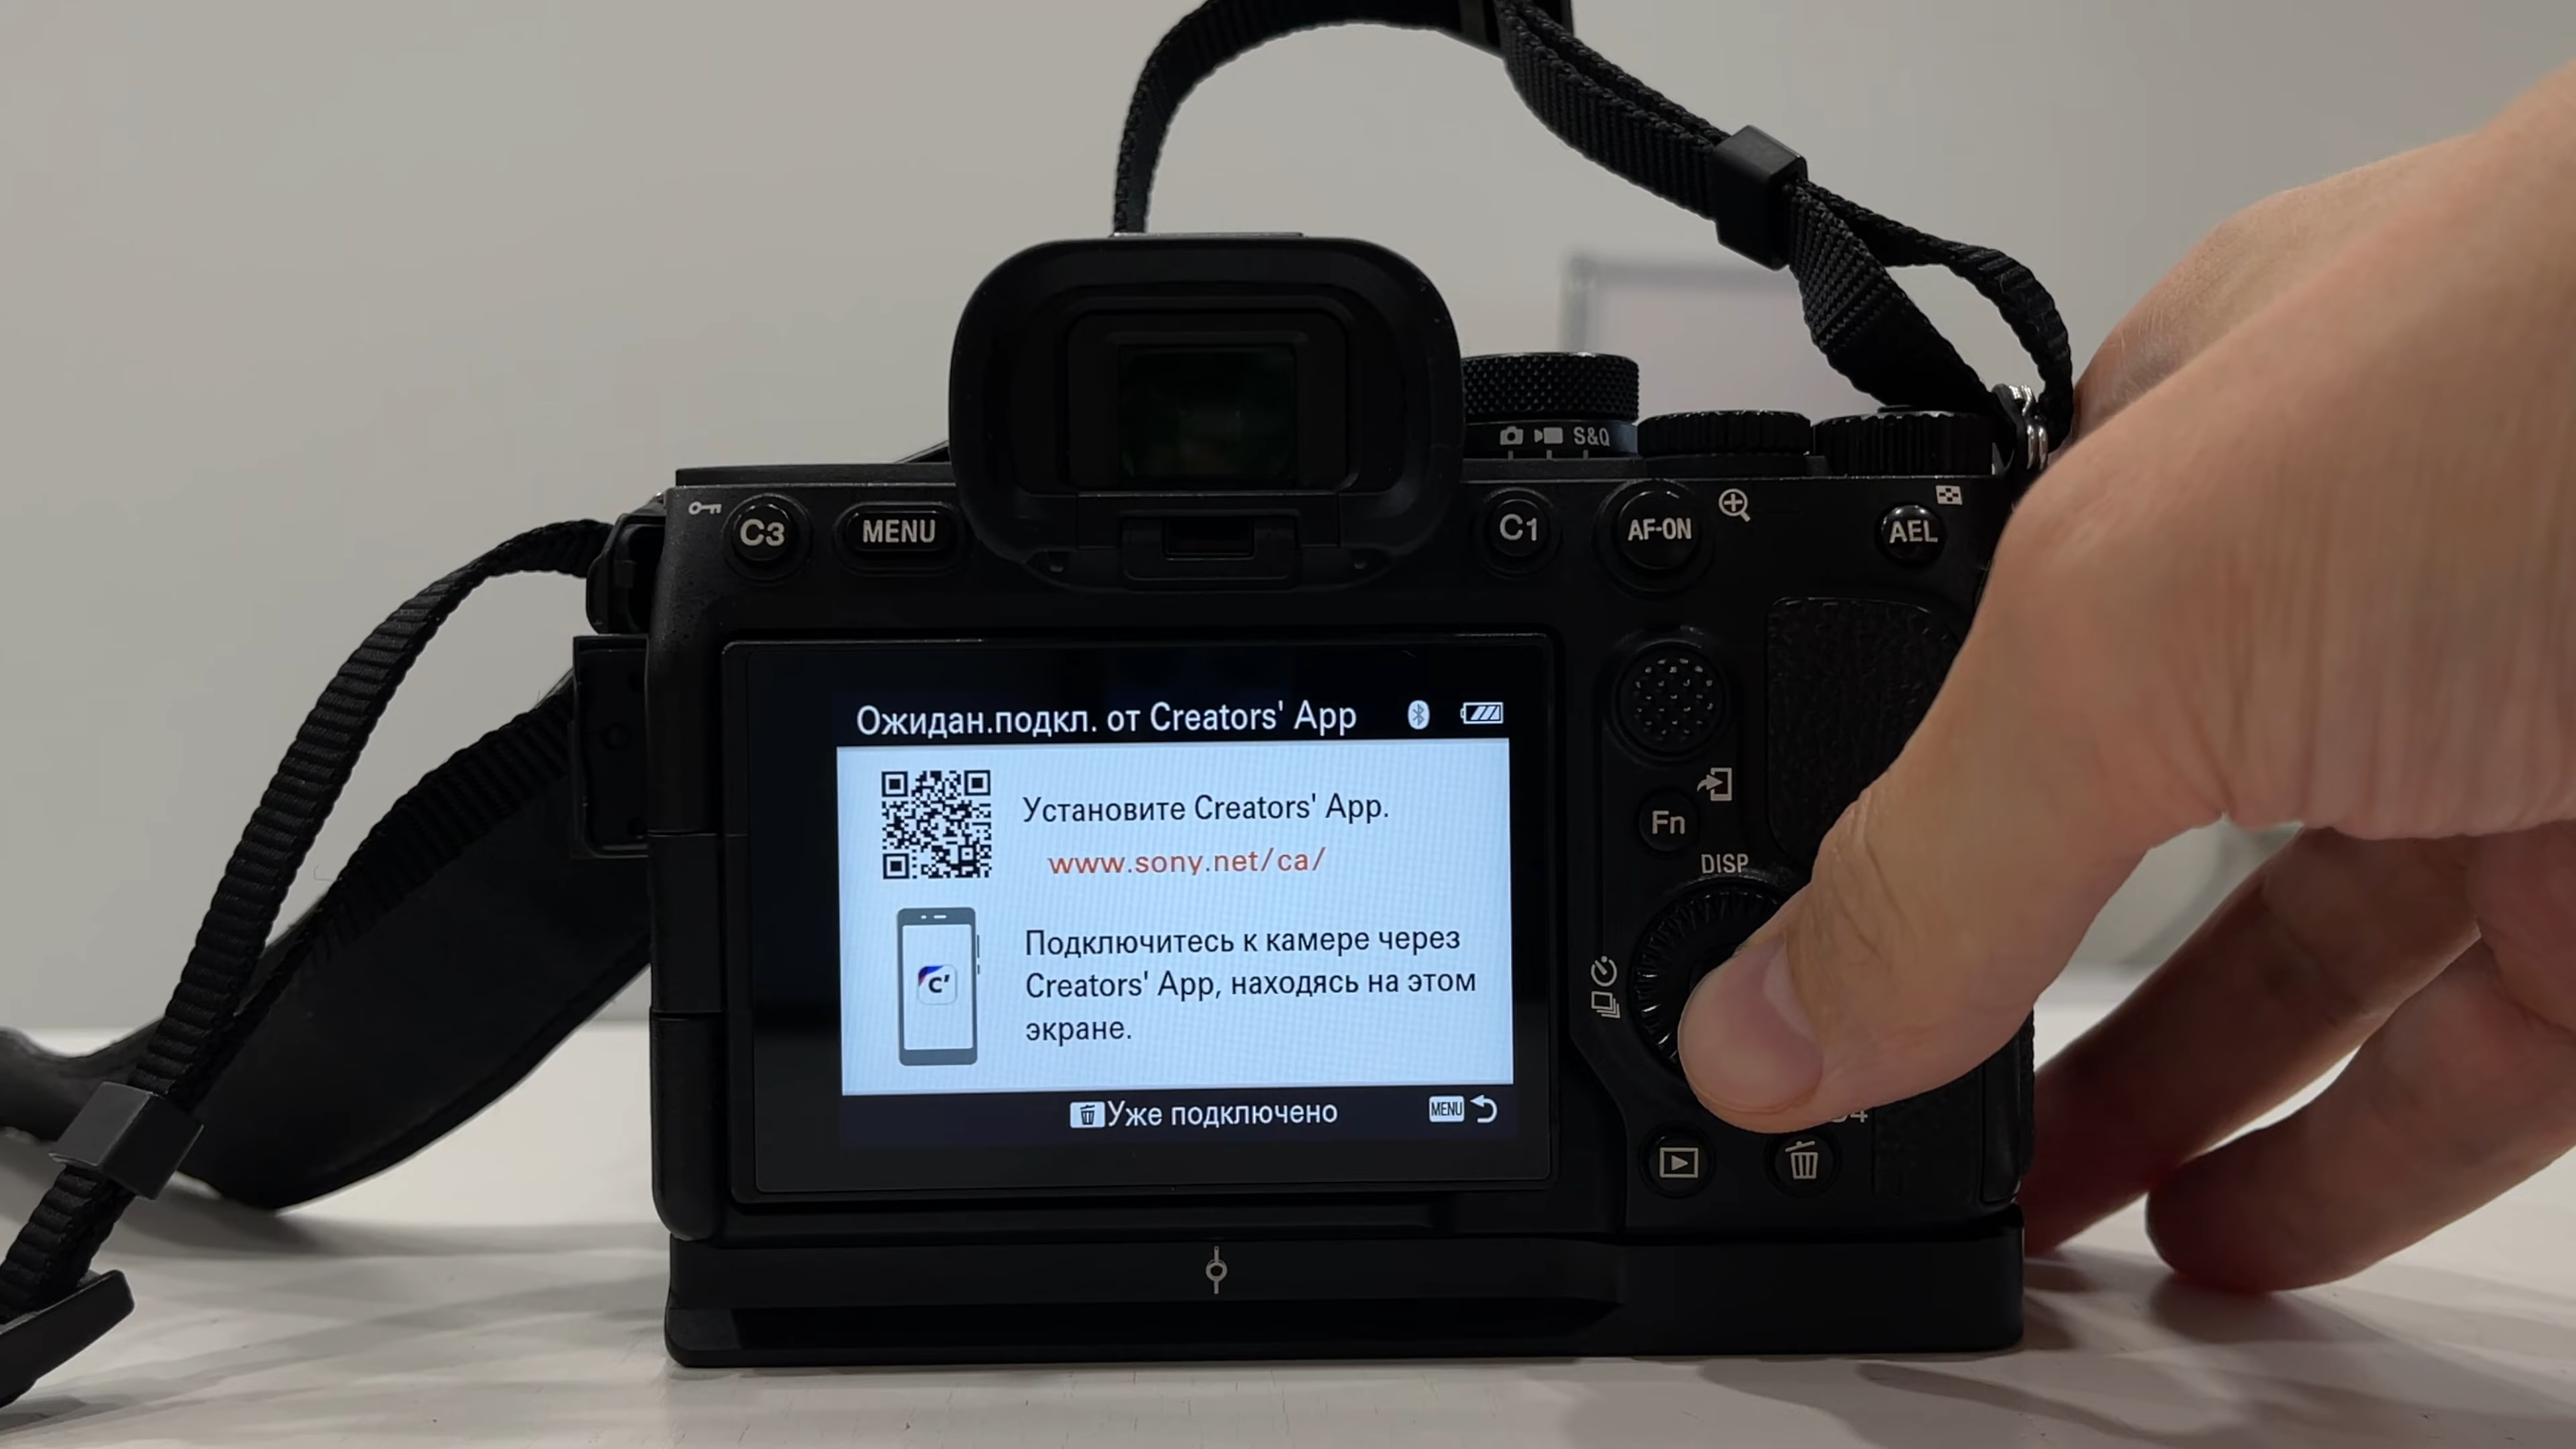 S&Q
C3
MENU
C1
AF-ON
AEL
Ожидан.подкл. от Creators' App
Установите Creators' App.
www.sony.net/ca/
Fn
DISP
Подключитесь к камере через
Creators' App, находясь на этом
экране.
C'
Уже подключено
MENU